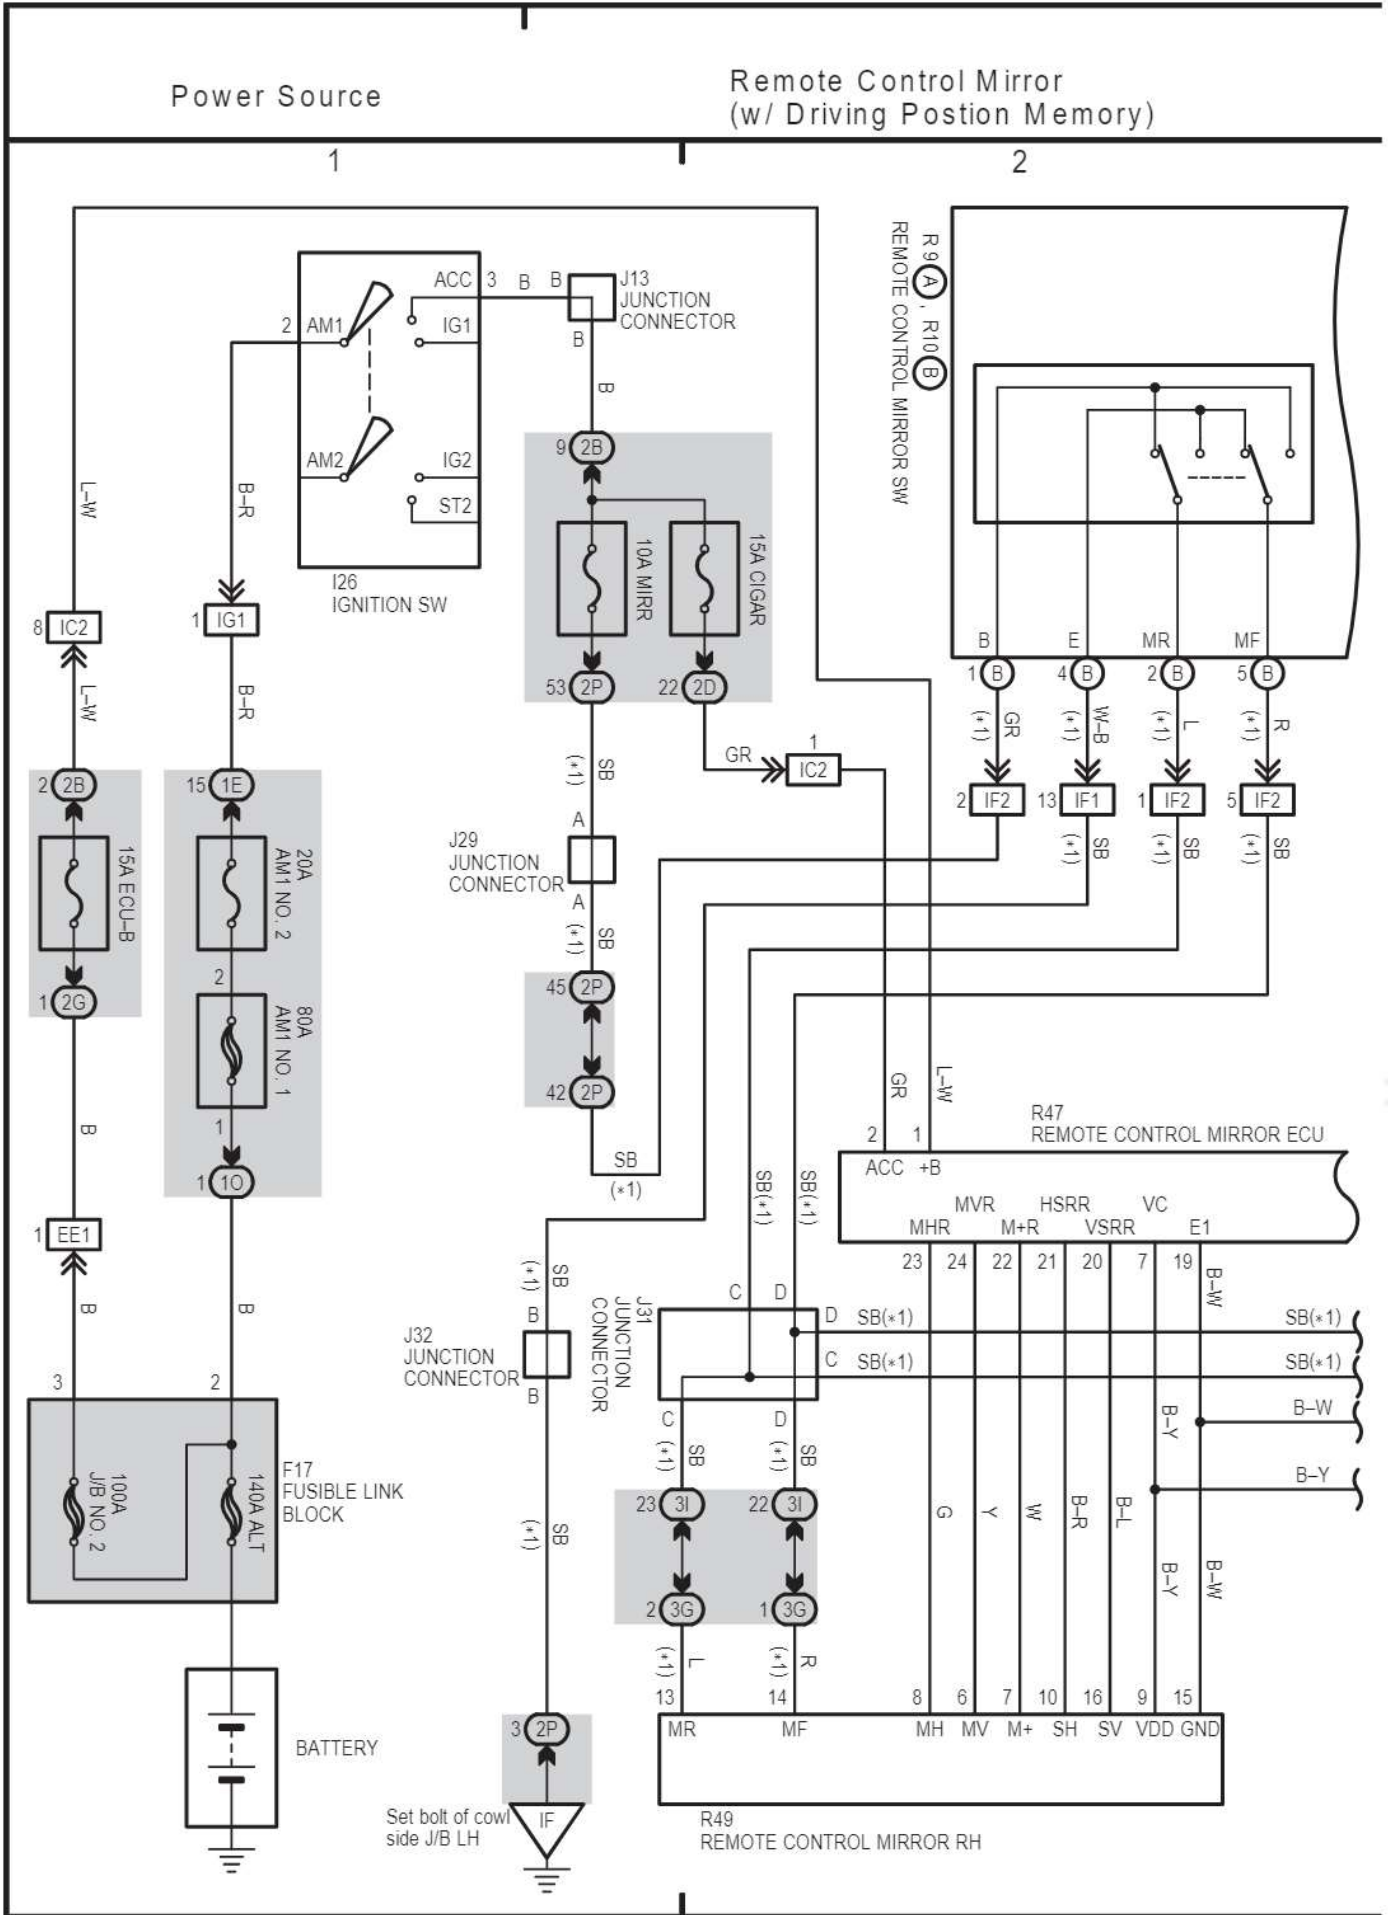 Power Source
Remote Control Mirror
(w/ Driving Postion Memory)
1
2
R 9 A , R10 B
REMOTE CONTROL MIRROR SW
ACC 3 B B
J13
JUNCTION
CONNECTOR
2 AM1
IG1
B
B
AM2
IG2
ST2
I26
IGNITION SW
L–W
B–R
9 2B
10A MIRR
15A CIGAR
8 IC2
1 IG1
B E MR MF
1 B 4 B 2 B 5 B
53 2P 22 2D
L–W
B–R
GR (*1)
W–B (*1)
L (*1)
R (*1)
GR
1
IC2
SB (*1)
2 2B
15 1E
2 IF2 13 IF1 1 IF2 5 IF2
SB (*1)
SB (*1)
SB (*1)
A
J29
JUNCTION
CONNECTOR
A
SB (*1)
15A ECU–B
20A
AM1 NO. 2
2
80A
AM1 NO. 1
1
1 2G
45 2P
42 2P
SB
(*1)
GR
L–W
B
1 1O
R47
REMOTE CONTROL MIRROR ECU
2 1
ACC +B
MVR HSRR VC
MHR M+R VSRR E1
23 24 22 21 20 7 19
SB(*1)
SB(*1)
1 EE1
B
B
SB (*1)
B–W
J31
JUNCTION
CONNECTOR
C D
D SB(*1) SB(*1)
C SB(*1) SB(*1)
B
J32
JUNCTION
CONNECTOR
B
3 2
C D
B–W
B–Y
B–Y
SB (*1)
SB (*1)
F17
FUSIBLE LINK
BLOCK
100A
J/B NO. 2
140A ALT
23 3I 22 3I
G
Y
W
B–R
B–L
B–Y
B–W
SB (*1)
2 3G 1 3G
L (*1)
R (*1)
13 14 8 6 7 10 16 9 15
MR MF MH MV M+ SH SV VDD GND
3 2P
BATTERY
Set bolt of cowl
side J/B LH
IF
R49
REMOTE CONTROL MIRROR RH